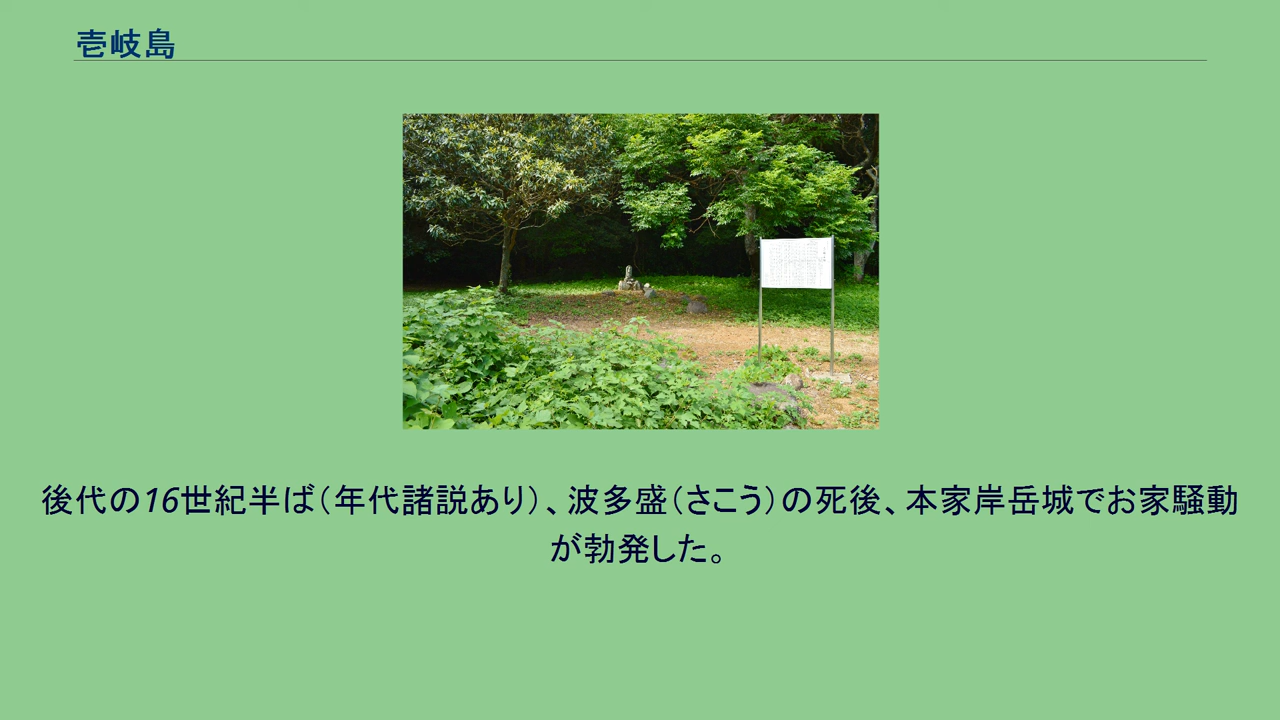 壱岐島
後代の16世紀半ば（年代諸説あり）、波多盛（さこう）の死後、本家岸岳城でお家騒動
が勃発した。